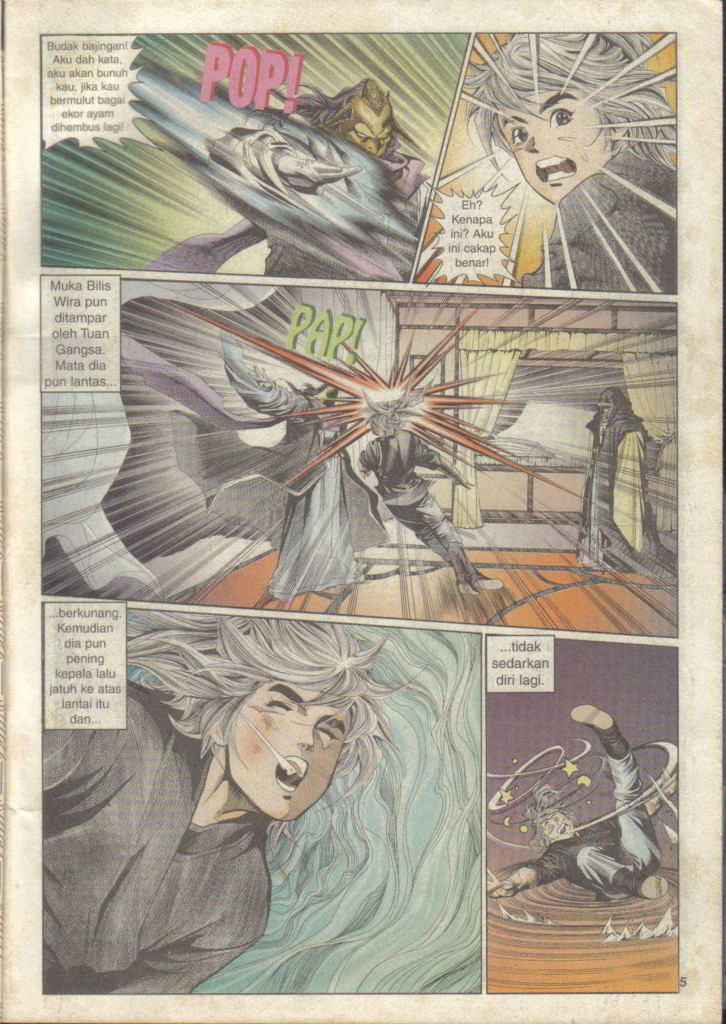 Budak bajingan!
Aku dah kata,
aku akan bunuh
kau, jika kau
bermulut bagai
ekor ayam
dihembus lagi!
POP!
Eh?
Kenapa
ini? Aku
ini cakap
benar!
Muka Bilis
Wira pun
ditampar
oleh Tuan
Gangsa.
Mata dia
pun lantas...
PAP!
...berkunang.
Kemudian
dia pun
pening
kepala lalu
jatuh ke atas
lantai itu
dan...
...tidak
sedarkan
diri lagi.
5